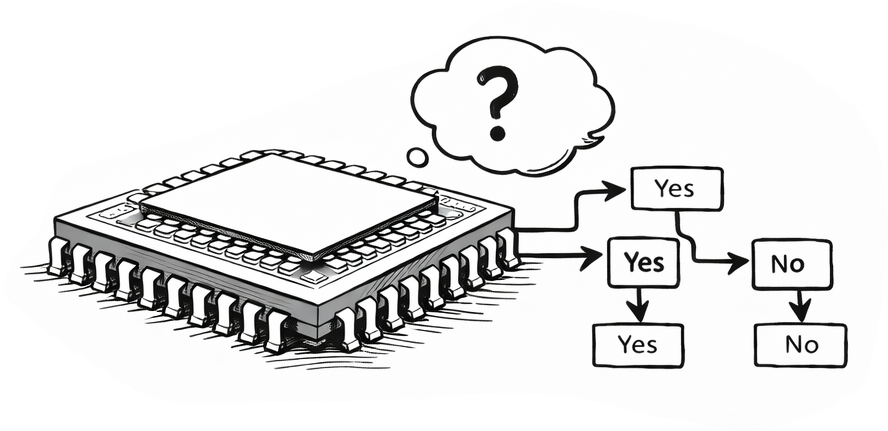 ?
Yes
Yes
No
Yes
No